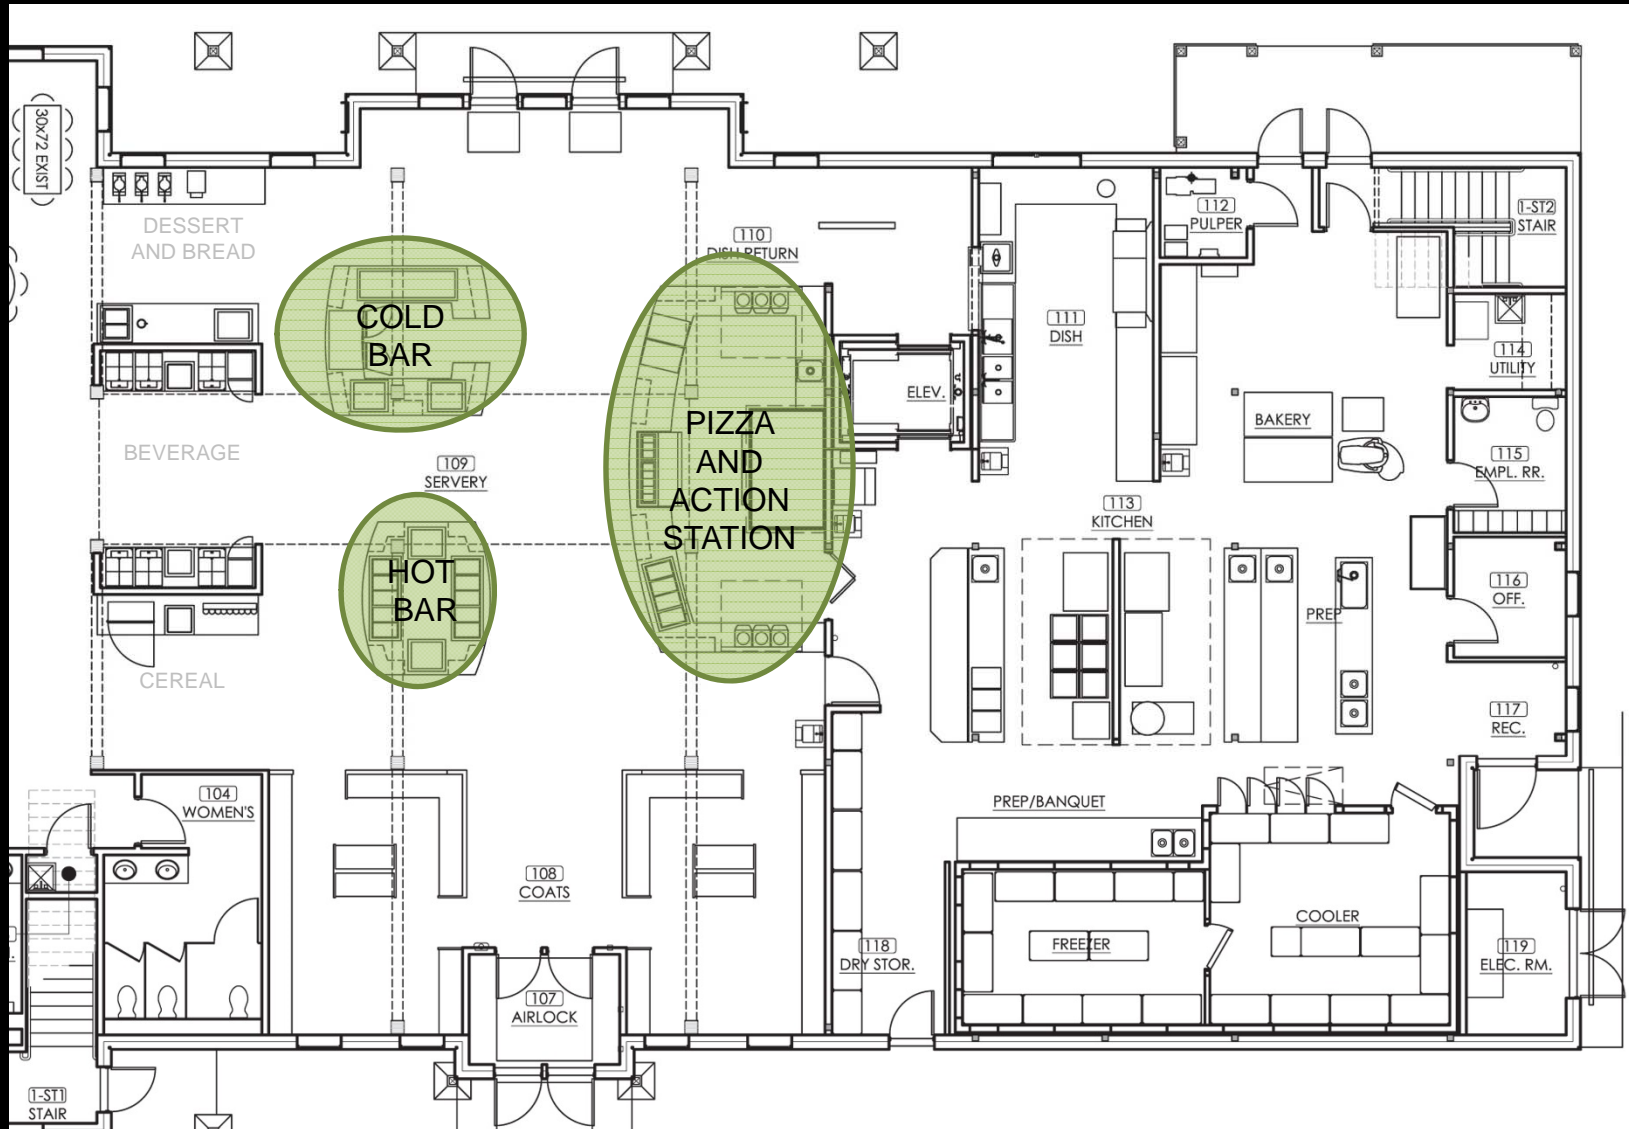 30x72 EXIST
DESSERT
AND BREAD
COLD
BAR
110
DISH RETURN
112
PULPER
1-ST2
STAIR
111
DISH
114
UTILITY
ELEV.
PIZZA
AND
ACTION
STATION
BAKERY
BEVERAGE
109
SERVERY
115
EMPL. RR.
113
KITCHEN
HOT
BAR
116
OFF.
PREP
CEREAL
117
REC.
104
WOMEN'S
PREP/BANQUET
108
COATS
COOLER
118
DRY STOR.
FREEZER
119
ELEC. RM.
107
AIRLOCK
1-ST1
STAIR